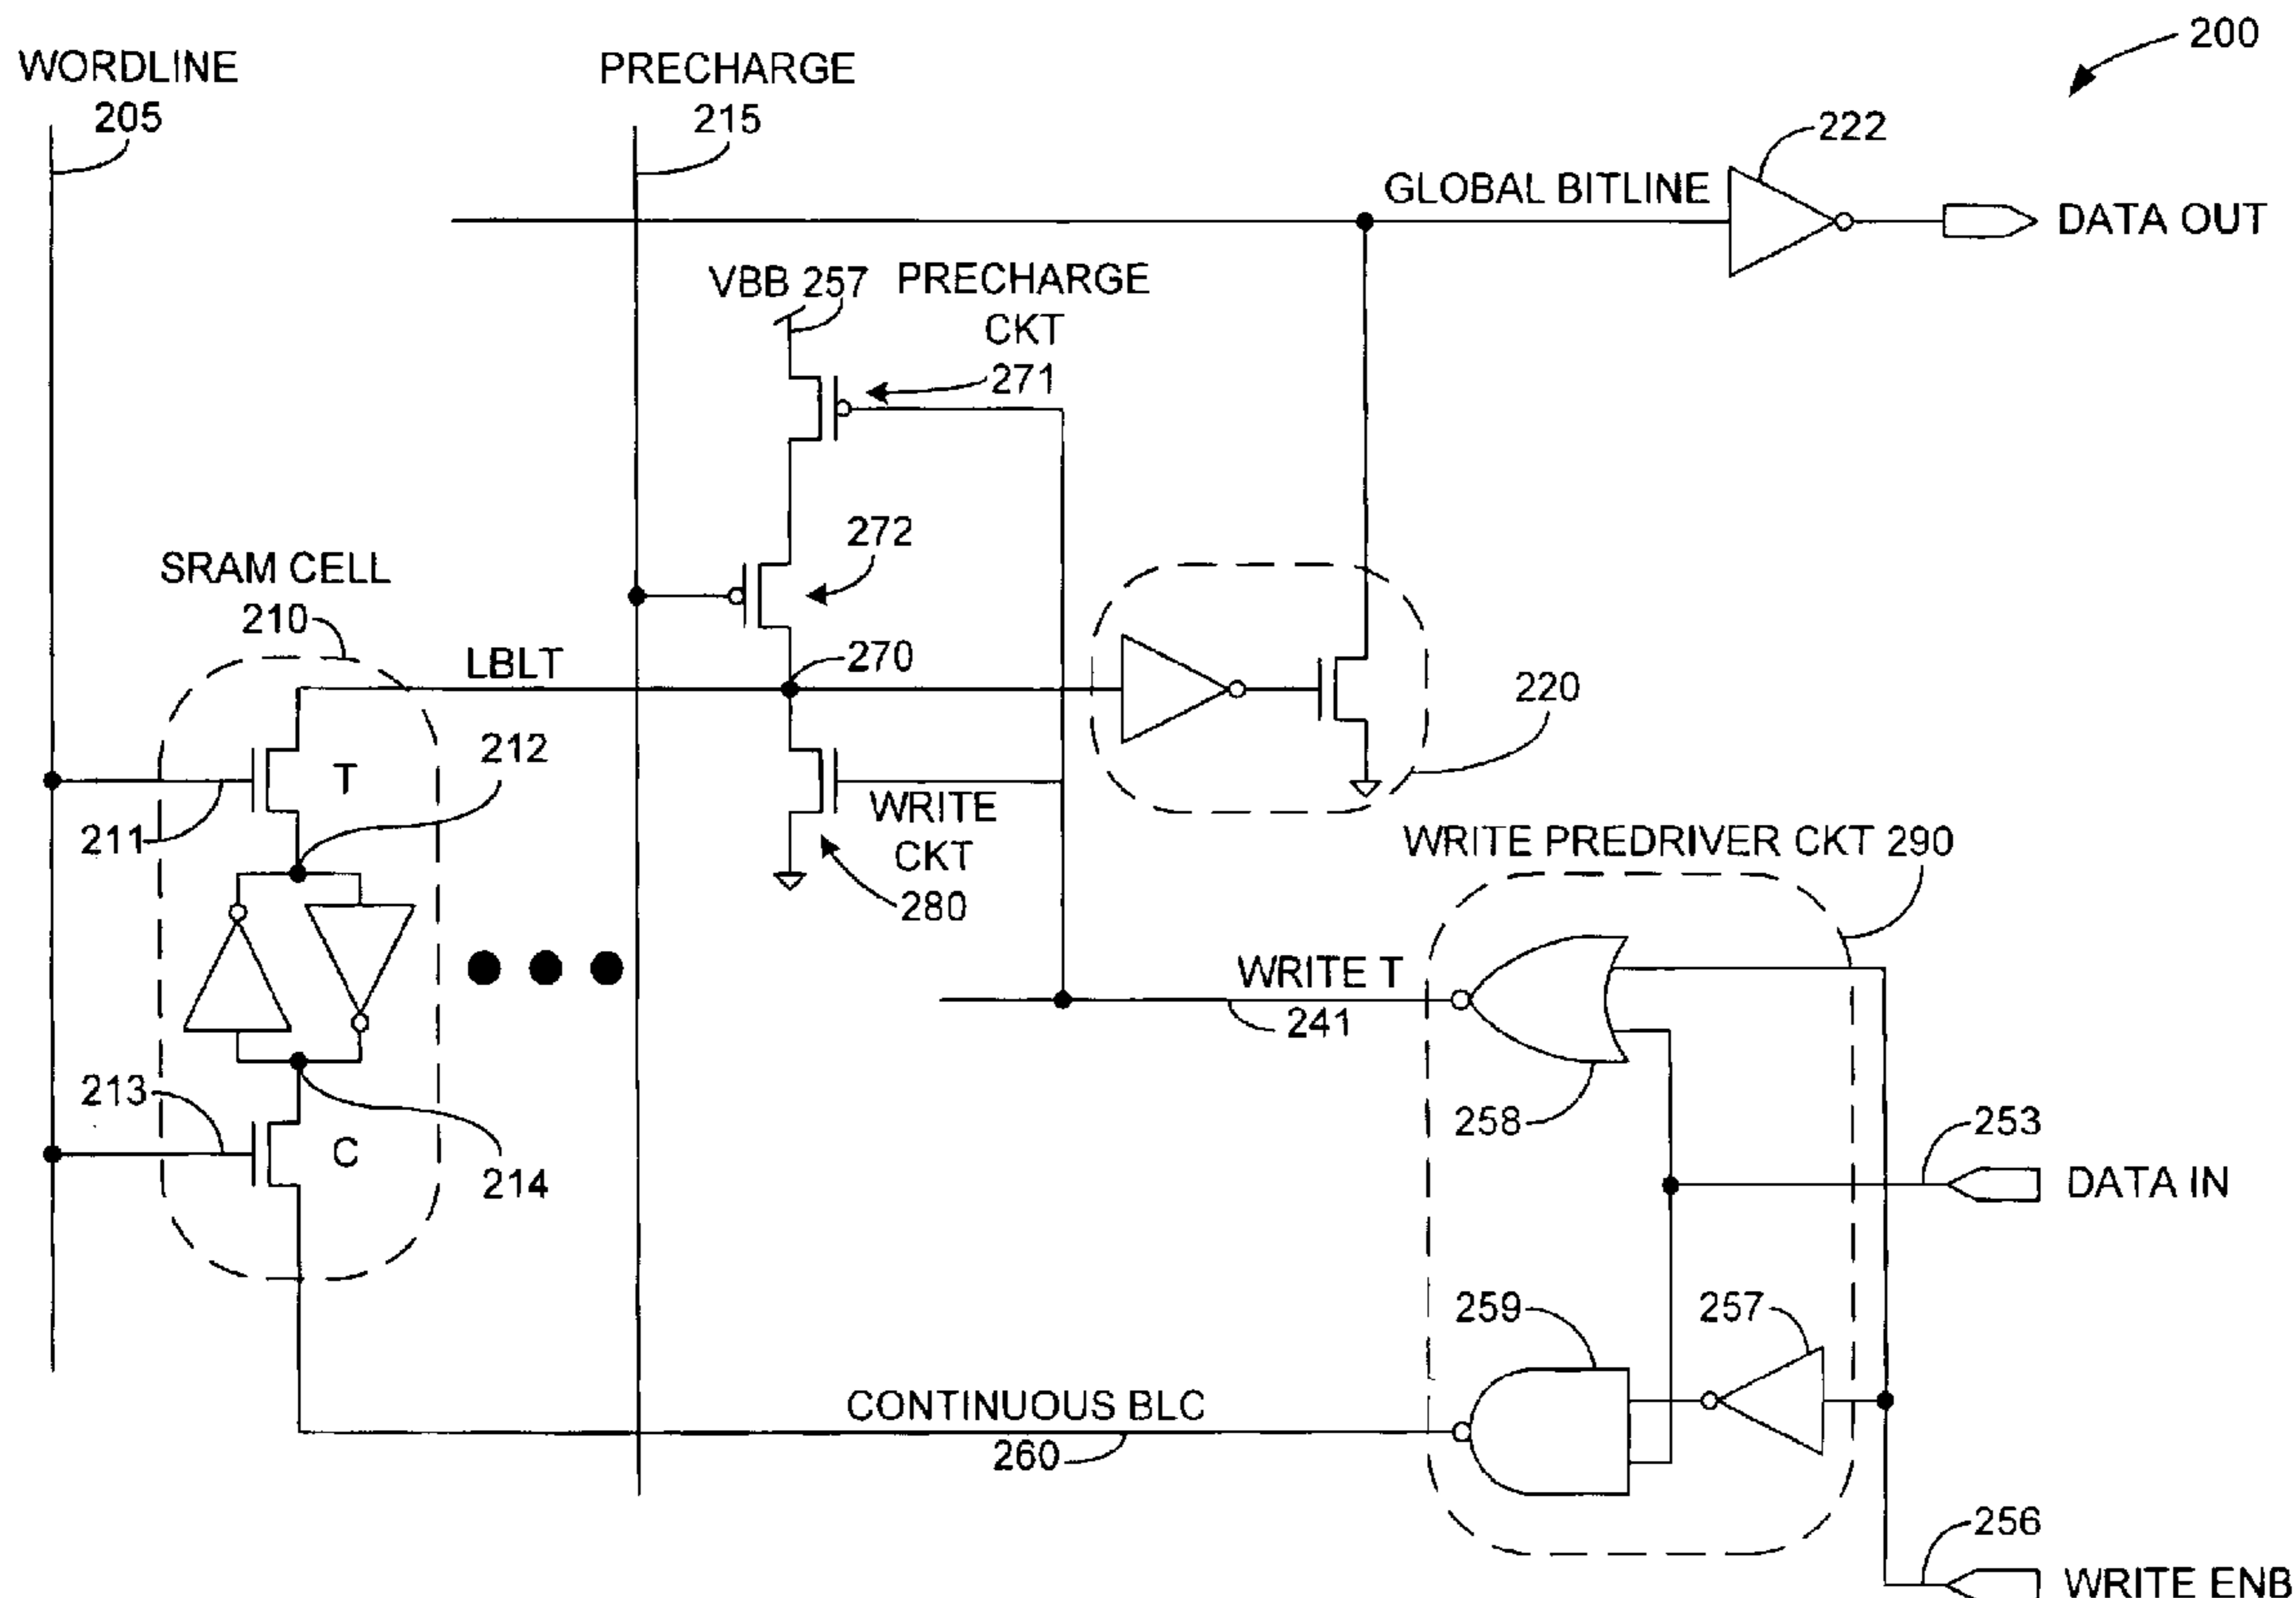 200
WORDLINE
205
PRECHARGE
215
222
GLOBAL BITLINE
DATA OUT
VBB 257
PRECHARGE
CKT
271
272
SRAM CELL
210
LBLT
270
220
212
T
211
WRITE
CKT
280
WRITE PREDRIVER CKT 290
WRITE T
241
213
C
214
258
253
DATA IN
259
257
CONTINUOUS BLC
260
256
WRITE ENB